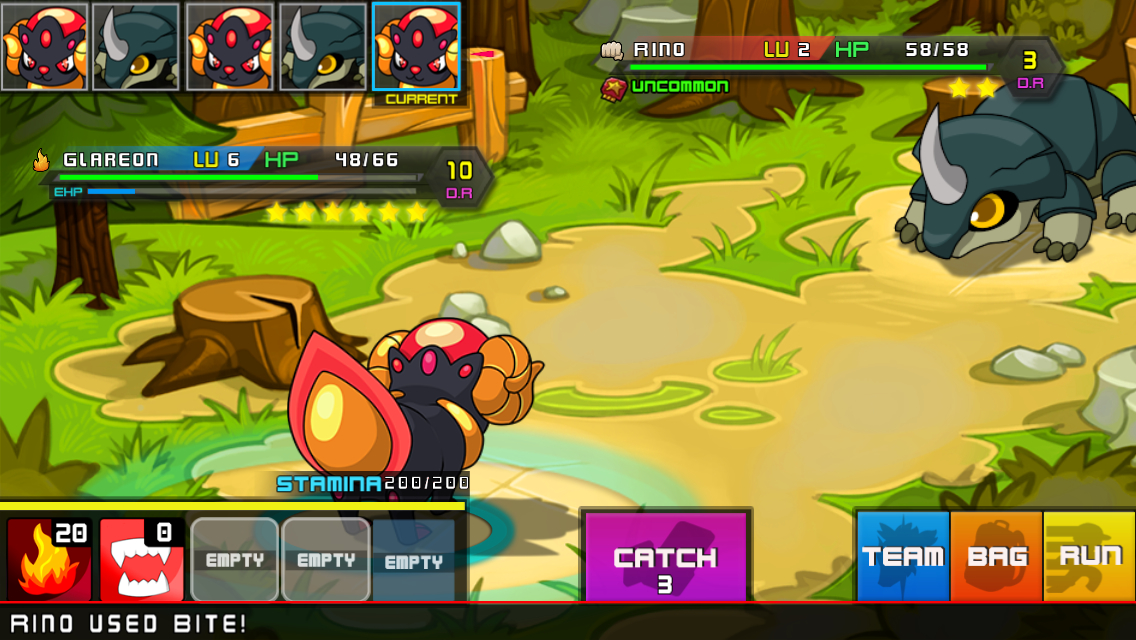 CURRENT
RINO LV 2 HP 58/58 3
UNCOMMON D.R
GLAREON LV 6 HP 48/66 10
EHP D.R
STAMINA 200/200
20 0 EMPTY EMPTY EMPTY
CATCH
3
TEAM BAG RUN
RINO USED BITE!